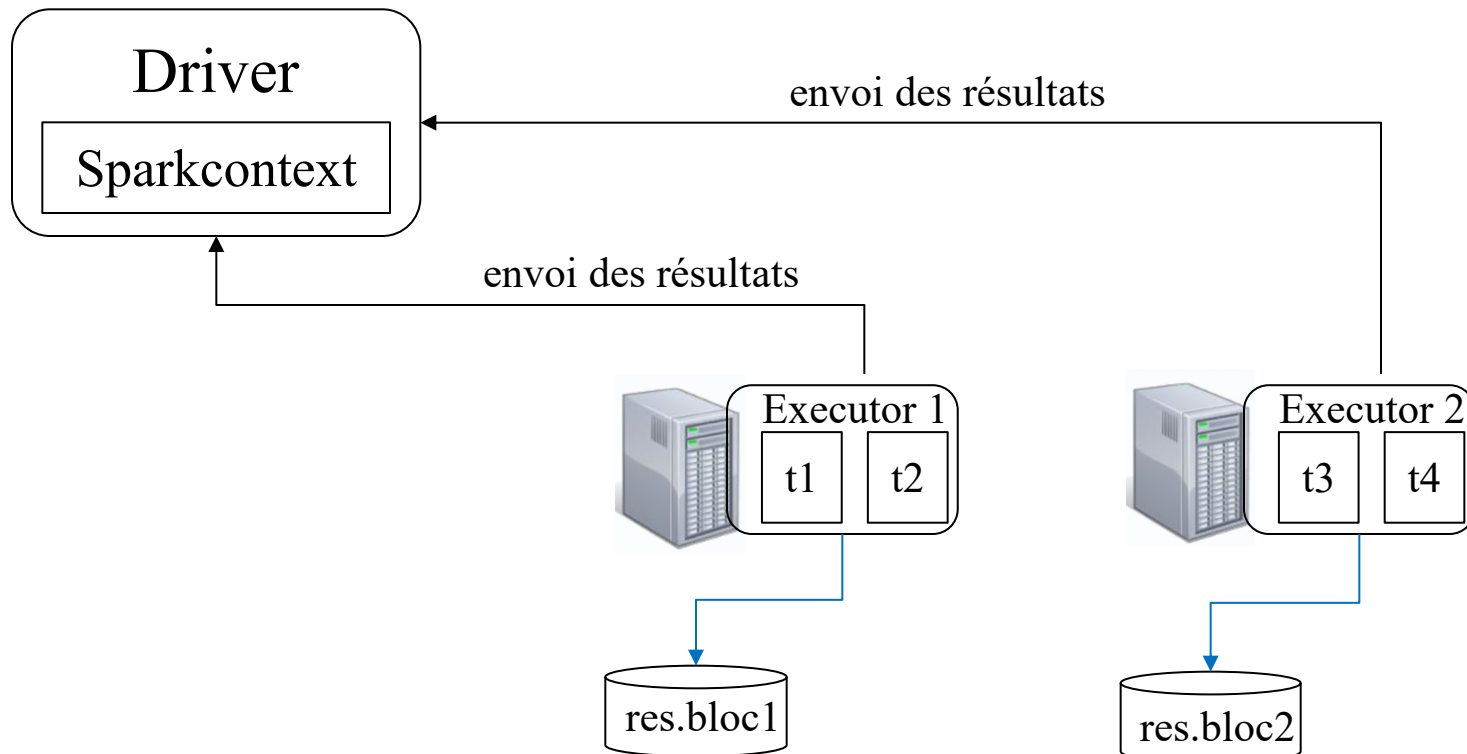 Driver
Sparkcontext
envoi des résultats
envoi des résultats
Executor 1
t1 t2
Executor 2
t3 t4
res.bloc1
res.bloc2